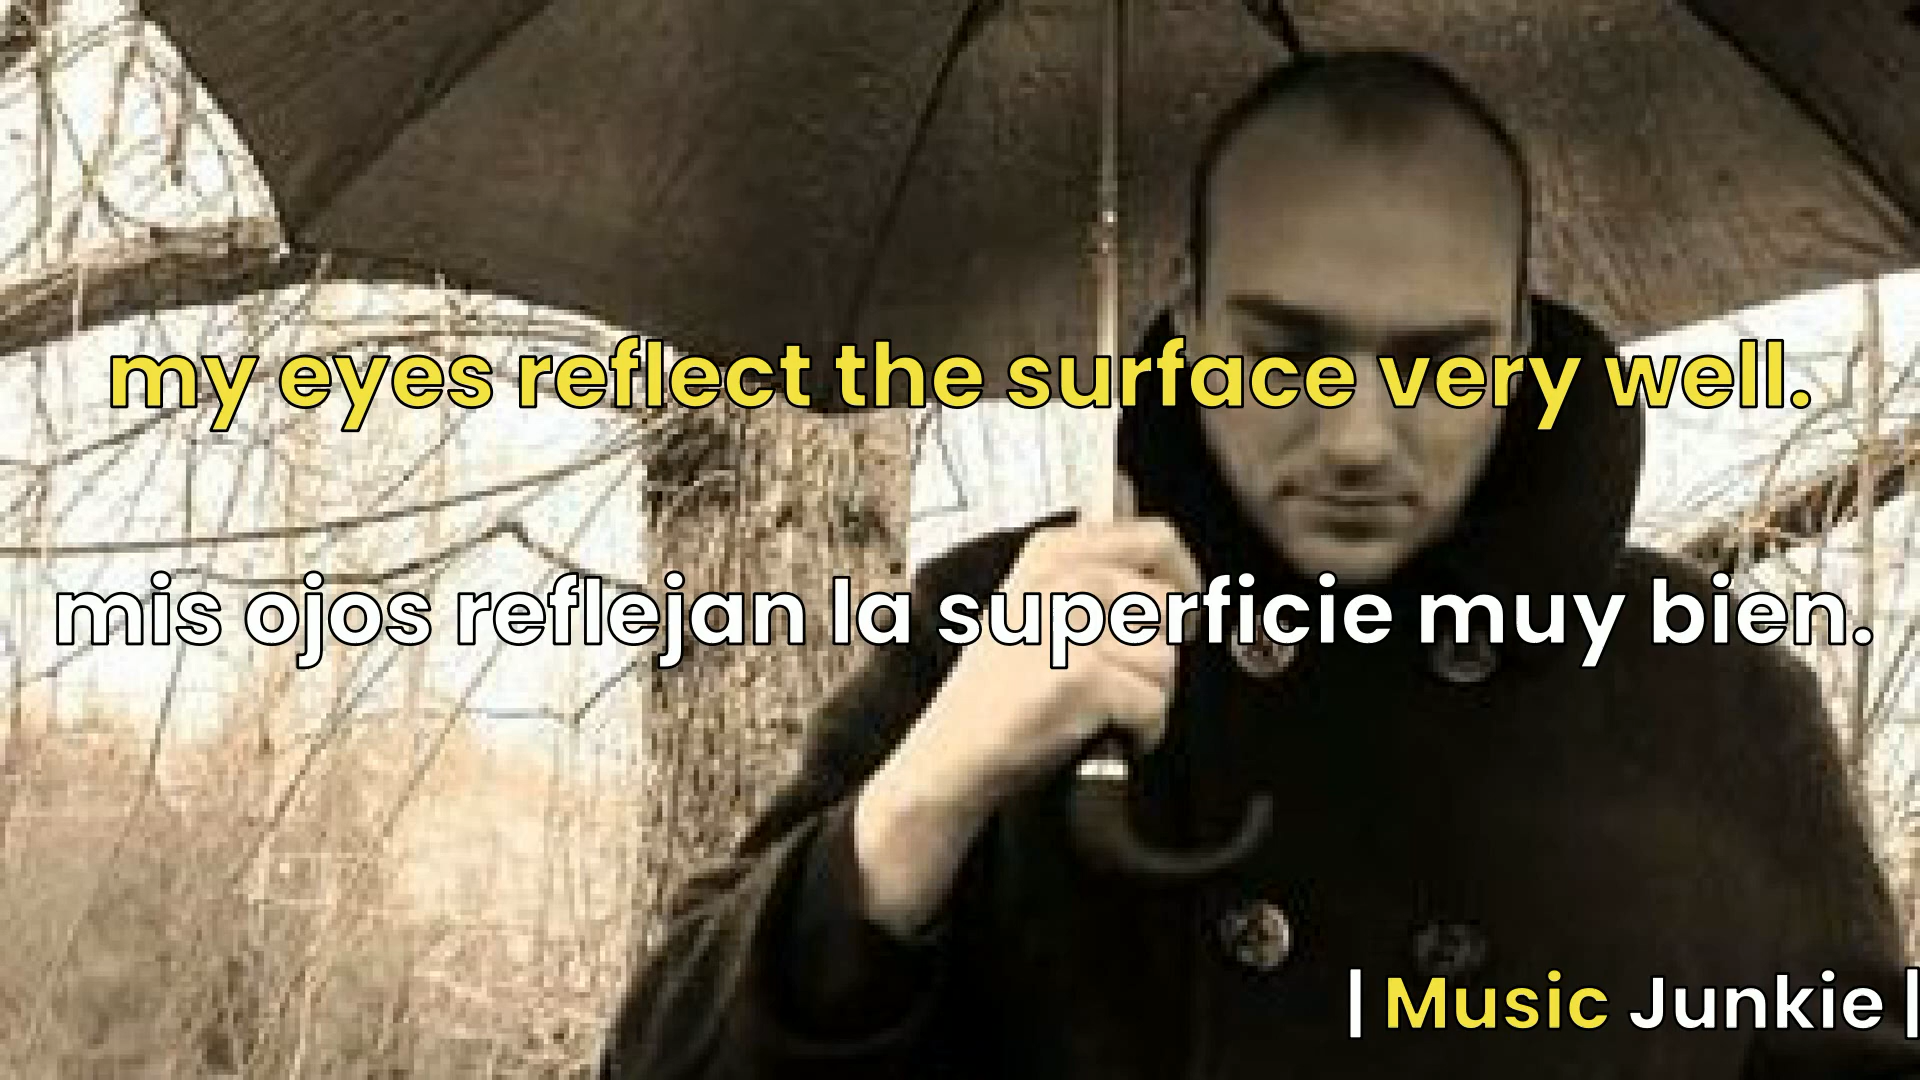 my eyes reflect the surface very well.
mis ojos reflejan la superficie muy bien.
| Music Junkie |